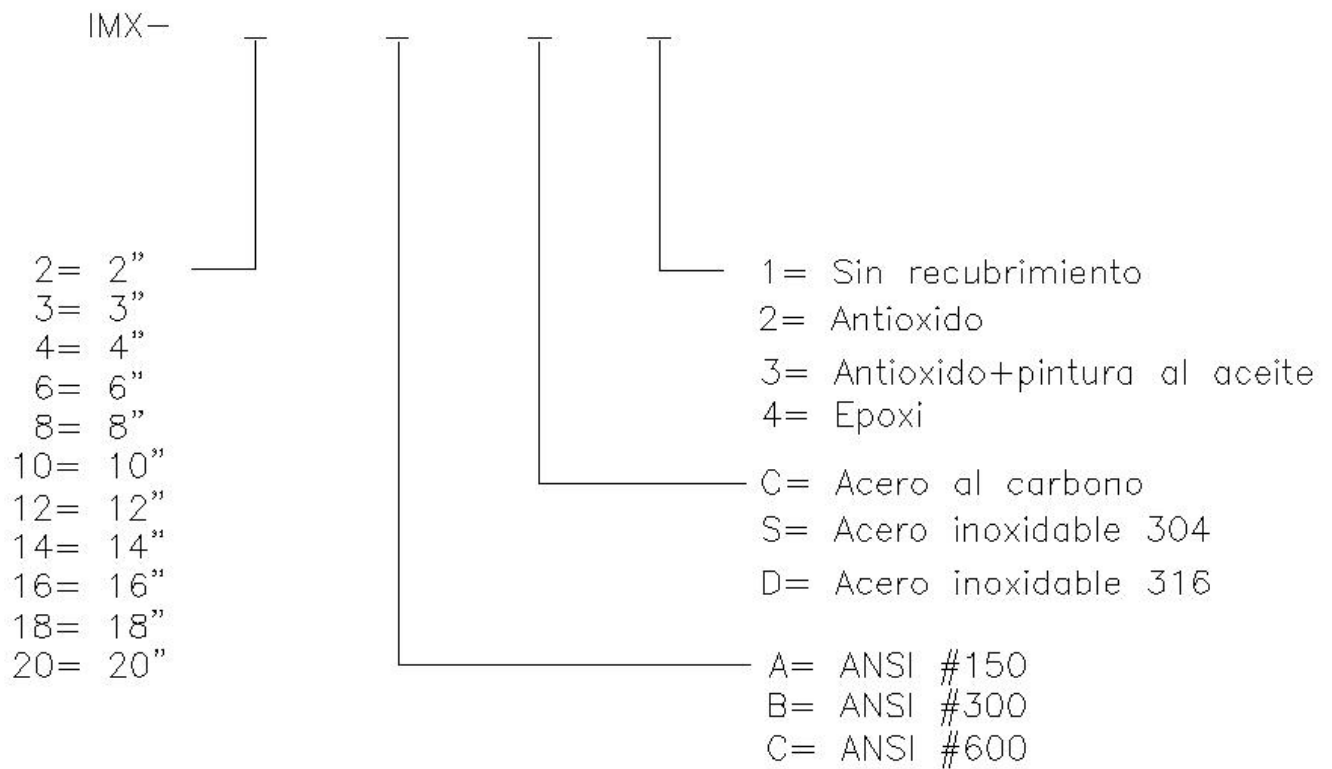 IMX-
2= 2"
3= 3"
4= 4"
6= 6"
8= 8"
10= 10"
12= 12"
14= 14"
16= 16"
18= 18"
20= 20"
1= Sin recubrimiento
2= Antioxido
3= Antioxido+pintura al aceite
4= Epoxi
C= Acero al carbono
S= Acero inoxidable 304
D= Acero inoxidable 316
A= ANSI #150
B= ANSI #300
C= ANSI #600